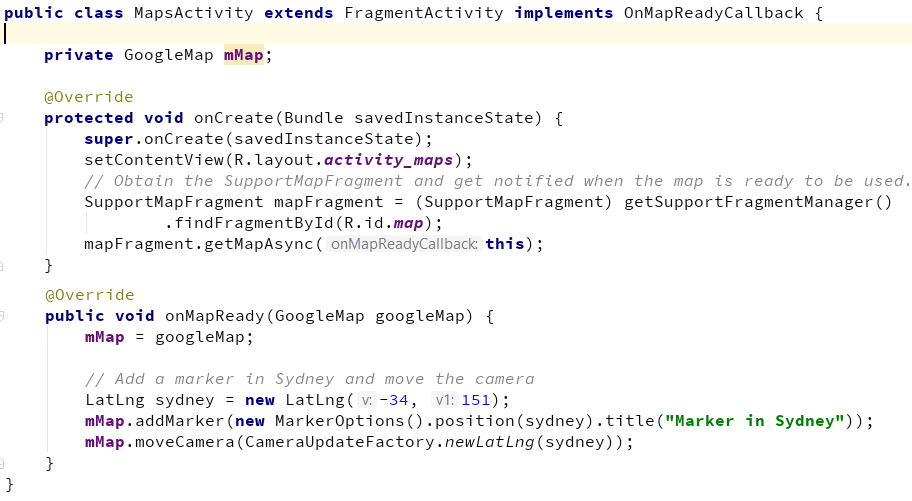 public class MapsActivity extends FragmentActivity implements OnMapReadyCallback {
private GoogleMap mMap;
@Override
protected void onCreate(Bundle savedInstanceState) {
super.onCreate(savedInstanceState);
setContentView(R.layout.activity_maps);
// Obtain the SupportMapFragment and get notified when the map is ready to be used.
SupportMapFragment mapFragment = (SupportMapFragment) getSupportFragmentManager()
.findFragmentById(R.id.map);
mapFragment.getMapAsync( onMapReadyCallback: this);
}
@Override
public void onMapReady(GoogleMap googleMap) {
mMap = googleMap;
// Add a marker in Sydney and move the camera
LatLng sydney = new LatLng( v: -34, v1: 151);
mMap.addMarker(new MarkerOptions().position(sydney).title("Marker in Sydney"));
mMap.moveCamera(CameraUpdateFactory.newLatLng(sydney));
}
}